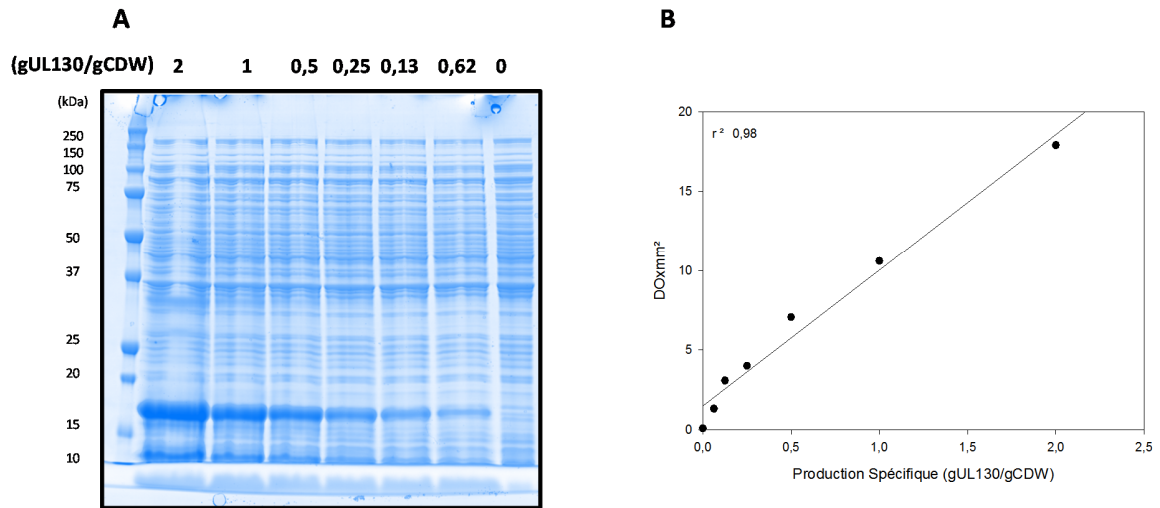 A
(gUL130/gCDW) 2 1 0,5 0,25 0,13 0,62 0
(kDa)
250
150
100
75
50
37
25
20
15
10
B
r² 0,98
20
15
10
5
0
DOxmm²
0,0 0,5 1,0 1,5 2,0 2,5
Production Spécifique (gUL130/gCDW)